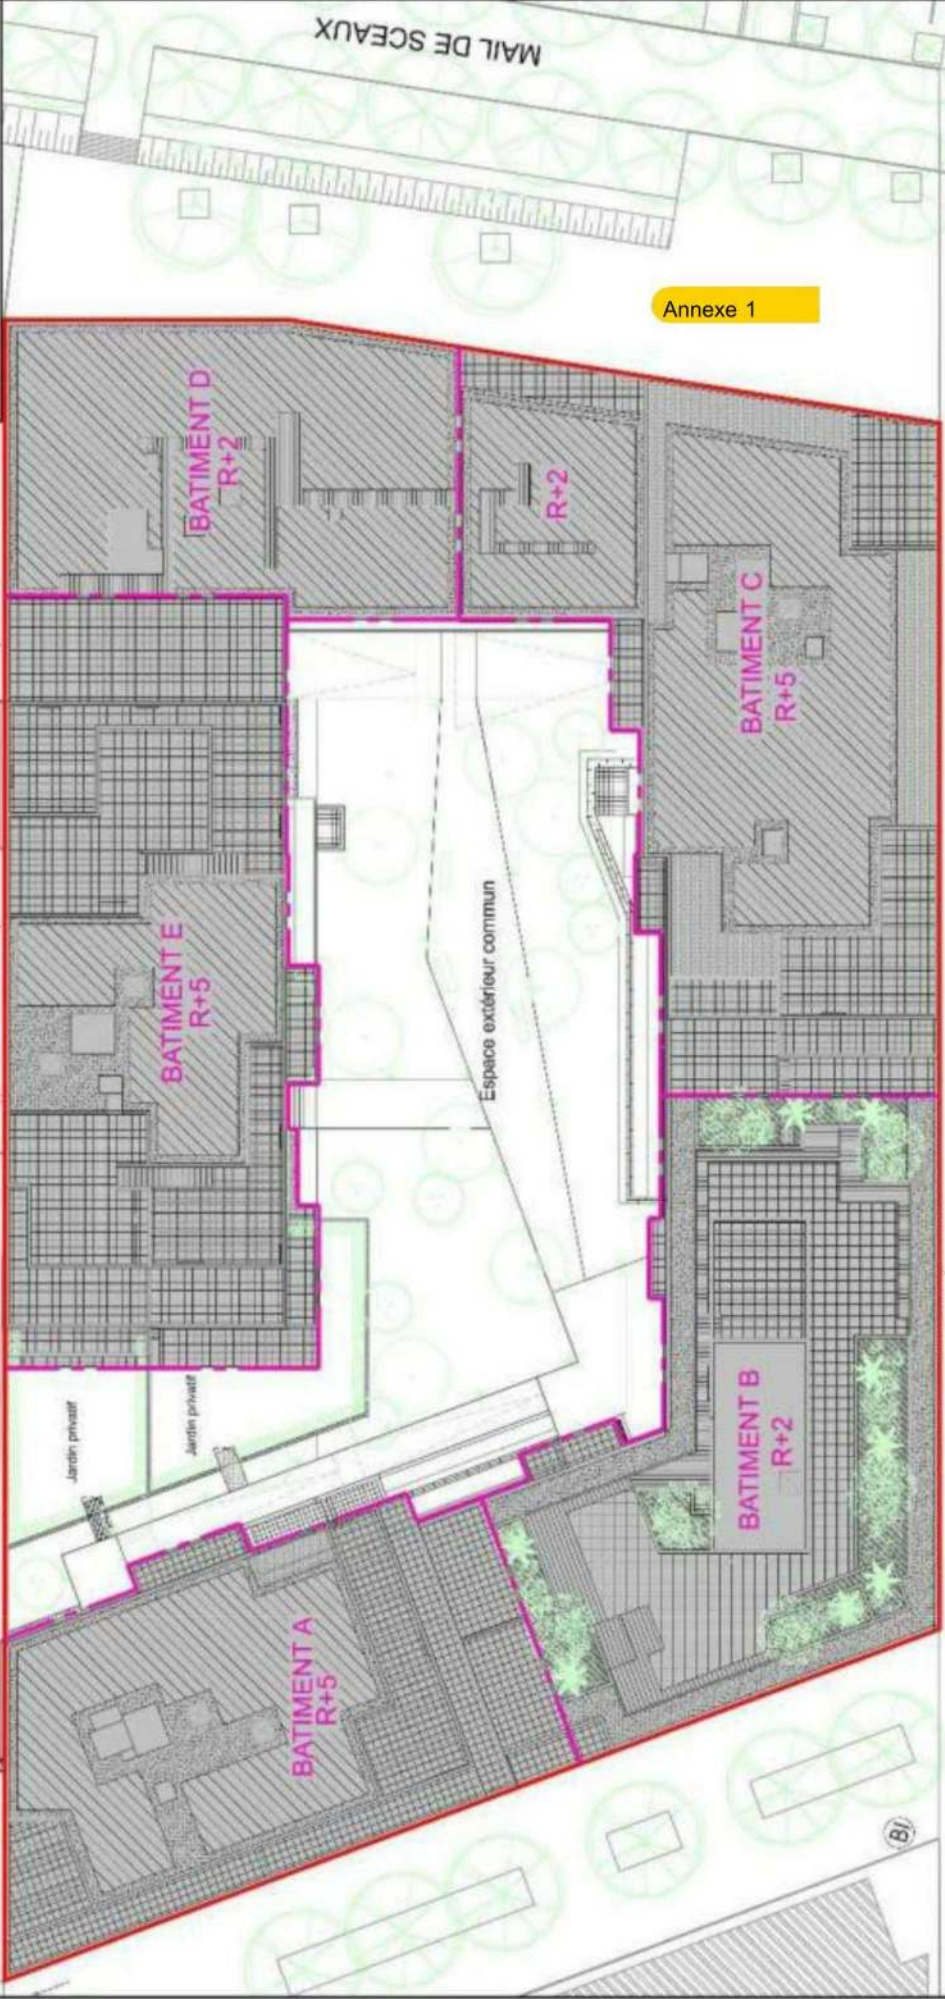 MAIL DE SCEAUX
Annexe 1
BATIMENT D
R+2
R+2
BATIMENT C
R+5
BATIMENT E
R+5
Espace extérieur commun
Jardin privatif
Jardin privatif
BATIMENT B
R+2
BATIMENT A
R+5
BI